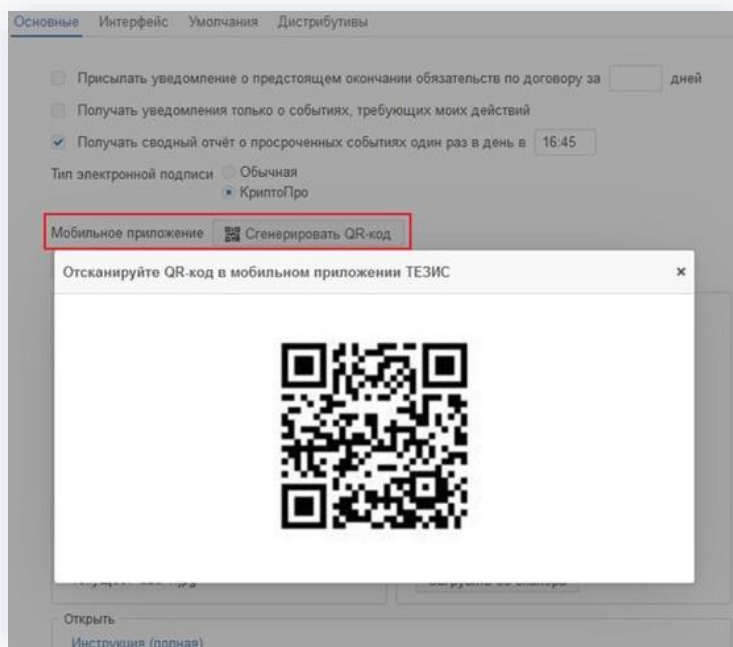 Основные Интерфейс Умолчания Дистрибутивы
Присылать уведомление о предстоящем окончании обязательств по договору за дней
Получать уведомления только о событиях, требующих моих действий
Получать сводный отчёт о просроченных событиях один раз в день в 16:45
Тип электронной подписи Обычная
КриптоПро
Мобильное приложение Сгенерировать QR-код
Отсканируйте QR-код в мобильном приложении ТЕЗИС ×
Открыть
Инструкция (полная)